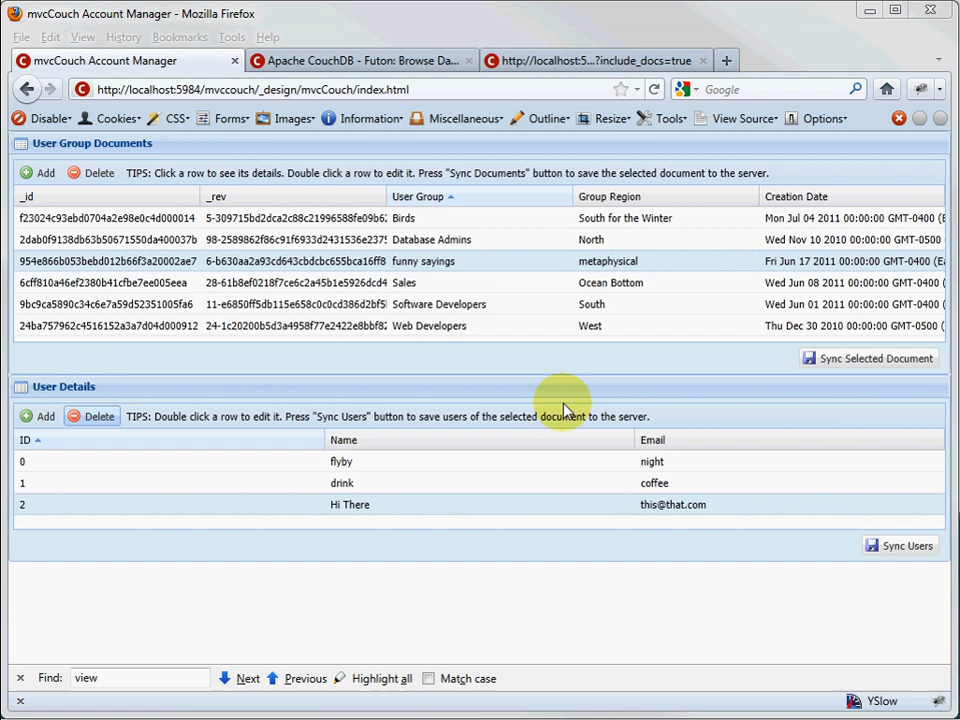 mvcCouch Account Manager - Mozilla Firefox
File Edit View History Bookmarks Tools Help
mvcCouch Account Manager × Apache CouchDB - Futon: Browse Da... × http://localhost:5...?include_docs=true × +
http://localhost:5984/mvccouch/_design/mvcCouch/index.html Google
Disable Cookies CSS Forms Images Information Miscellaneous Outline Resize Tools View Source Options
User Group Documents
Add Delete TIPS: Click a row to see its details. Double click a row to edit it. Press "Sync Documents" button to save the selected document to the server.
_id _rev User Group Group Region Creation Date
f23024c93ebd0704a2e98e0c4d000014 5-309715bd2dca2c88c21996588fe09b62 Birds South for the Winter Mon Jul 04 2011 00:00:00 GMT-0400 (E
2dab0f9138db63b50671550da400037b 98-2589862f86c91f6933d2431536e2375 Database Admins North Wed Nov 10 2010 00:00:00 GMT-0500
954e866b053bebd012b66f3a20002ae7 6-b630aa2a93cd643cbdcbc655bca16ff8 funny sayings metaphysical Fri Jun 17 2011 00:00:00 GMT-0400 (Ea
6cff810a46ef2380b41cfbe7ee005eea 28-61b8ef0218f7ce6c2a45b1e5926dcd4 Sales Ocean Bottom Wed Jun 08 2011 00:00:00 GMT-0400 (
9bc9ca5890c34c6e7a59d52351005fa6 11-e6850ff5db115e658c0c0cd386d2bf5 Software Developers South Wed Jun 01 2011 00:00:00 GMT-0400 (
24ba757962c4516152a3a7d04d000912 24-1c20200b5d3a4958f77e2422e8bbf82 Web Developers West Thu Dec 30 2010 00:00:00 GMT-0500 (
Sync Selected Document
User Details
Add Delete TIPS: Double click a row to edit it. Press "Sync Users" button to save users of the selected document to the server.
ID Name Email
0 flyby night
1 drink coffee
2 Hi There this@that.com
Sync Users
× Find: view Next Previous Highlight all Match case
× YSlow